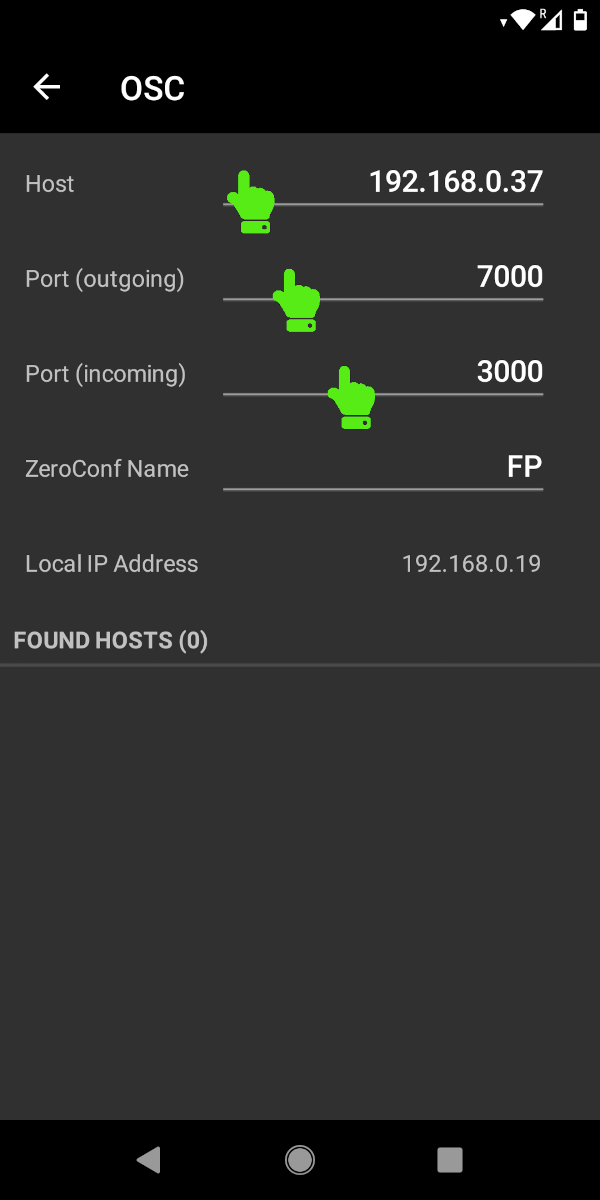 R
OSC
Host 192.168.0.37
Port (outgoing) 7000
Port (incoming) 3000
ZeroConf Name FP
Local IP Address 192.168.0.19
FOUND HOSTS (0)